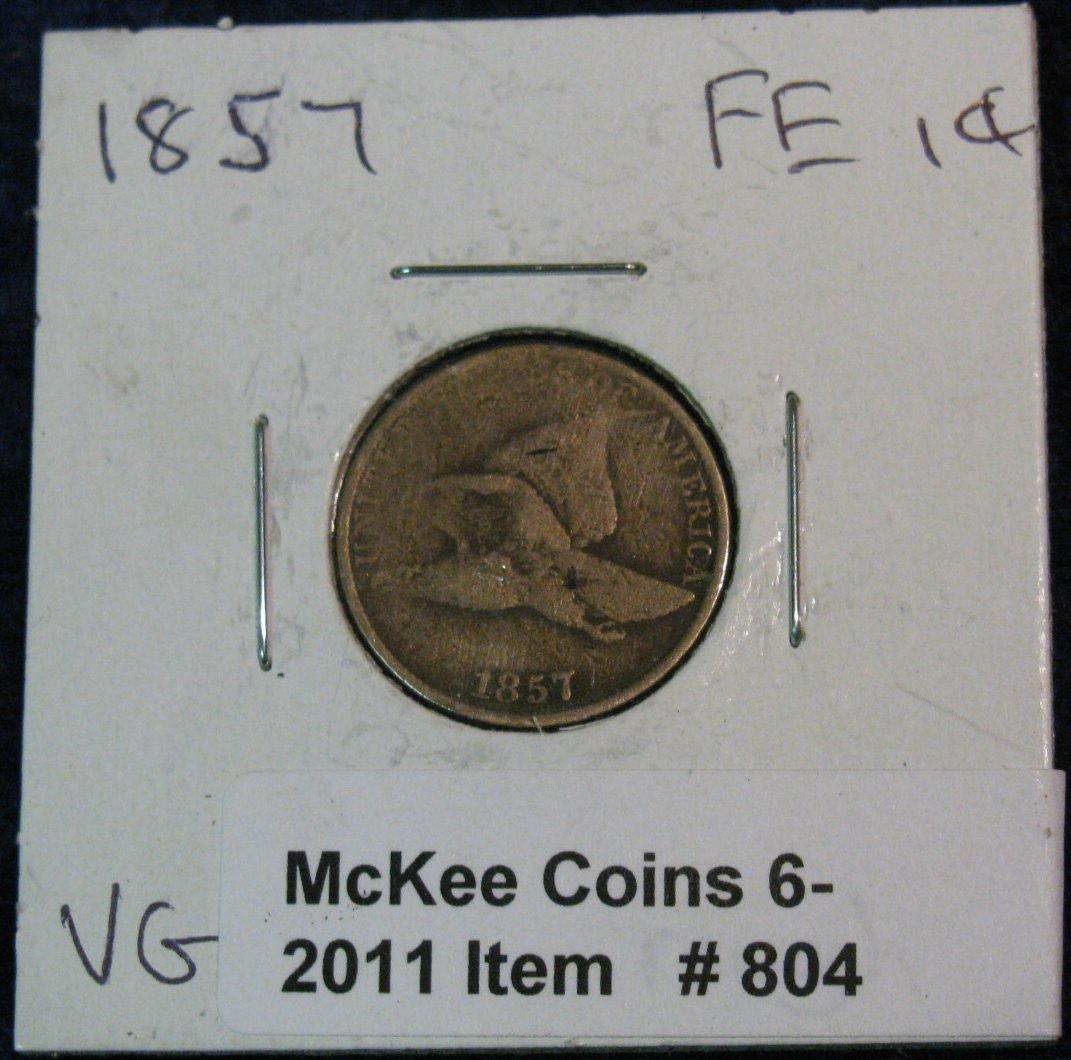 1857 FE 1¢
UNITED STATES OF AMERICA
1857
VG
McKee Coins 6-
2011 Item # 804